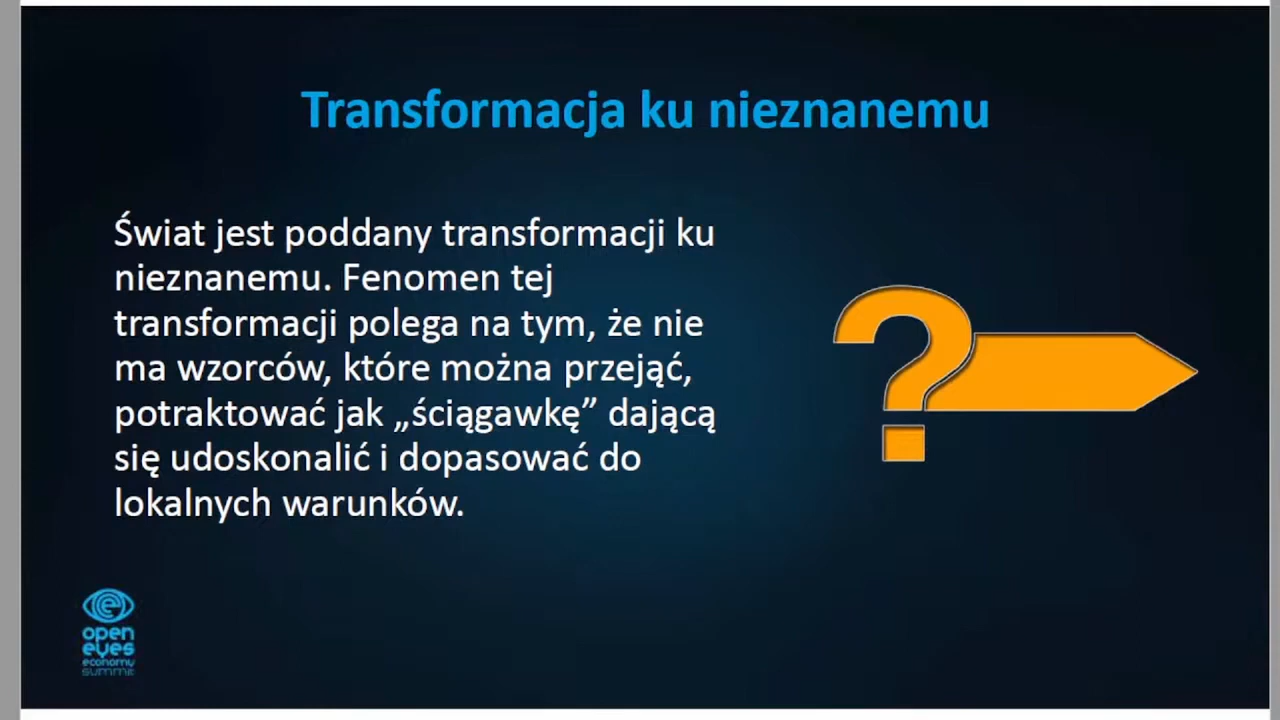 Transformacja ku nieznanemu
Świat jest poddany transformacji ku
nieznanemu. Fenomen tej
transformacji polega na tym, że nie
ma wzorców, które można przejąć,
potraktować jak „ściągawkę” dającą
się udoskonalić i dopasować do
lokalnych warunków.
?
e
open
eyes
economy
summit